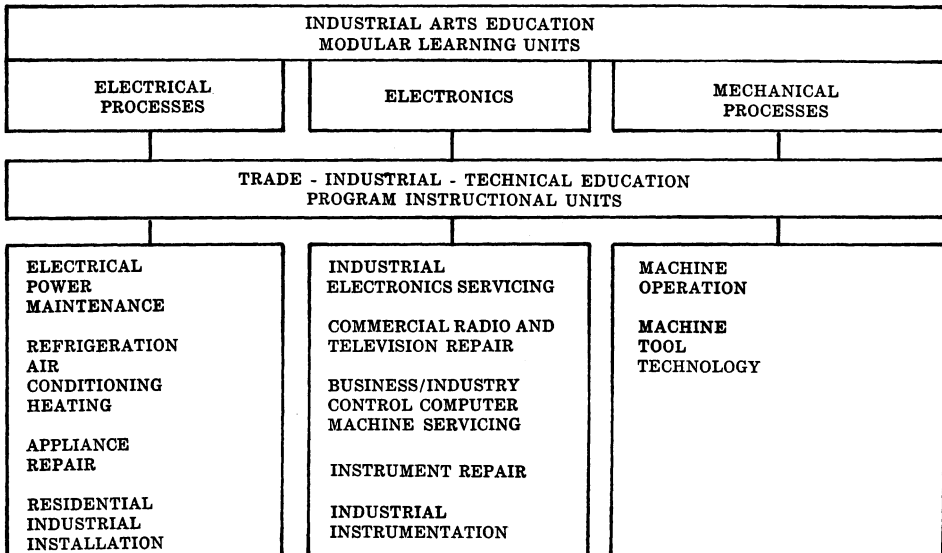 INDUSTRIAL ARTS EDUCATION
MODULAR LEARNING UNITS
ELECTRICAL
PROCESSES
ELECTRONICS
MECHANICAL
PROCESSES
TRADE - INDUSTRIAL - TECHNICAL EDUCATION
PROGRAM INSTRUCTIONAL UNITS
ELECTRICAL
POWER
MAINTENANCE
REFRIGERATION
AIR
CONDITIONING
HEATING
APPLIANCE
REPAIR
RESIDENTIAL
INDUSTRIAL
INSTALLATION
INDUSTRIAL
ELECTRONICS SERVICING
COMMERCIAL RADIO AND
TELEVISION REPAIR
BUSINESS/INDUSTRY
CONTROL COMPUTER
MACHINE SERVICING
INSTRUMENT REPAIR
INDUSTRIAL
INSTRUMENTATION
MACHINE
OPERATION
MACHINE
TOOL
TECHNOLOGY